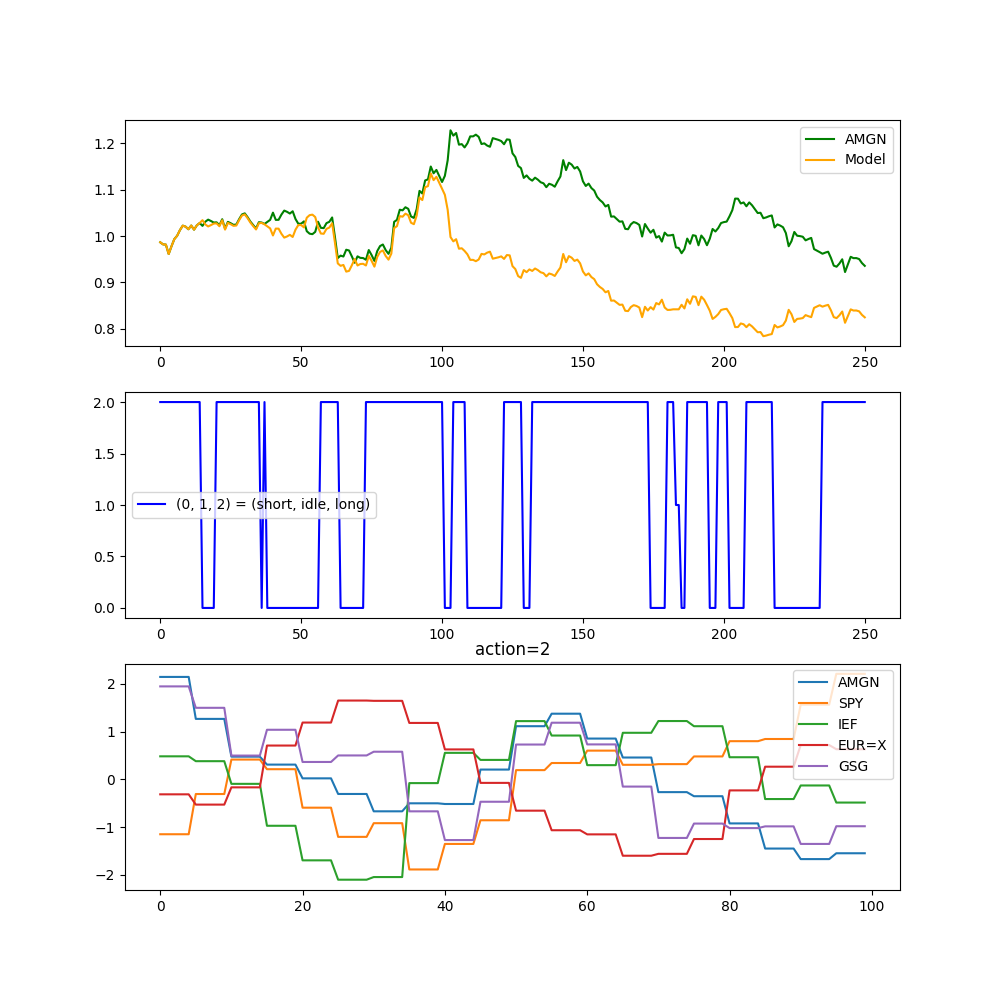 1.2
1.1
1.0
0.9
0.8
AMGN
Model
0 50 100 150 200 250
2.0
1.5
1.0
0.5
0.0
(0, 1, 2) = (short, idle, long)
0 50 100 150 200 250
action=2
2
1
0
−1
−2
AMGN
SPY
IEF
EUR=X
GSG
0 20 40 60 80 100